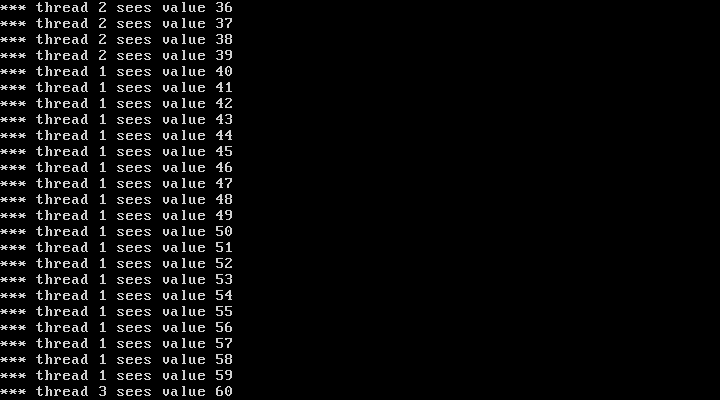 *** thread 2 sees value 36
*** thread 2 sees value 37
*** thread 2 sees value 38
*** thread 2 sees value 39
*** thread 1 sees value 40
*** thread 1 sees value 41
*** thread 1 sees value 42
*** thread 1 sees value 43
*** thread 1 sees value 44
*** thread 1 sees value 45
*** thread 1 sees value 46
*** thread 1 sees value 47
*** thread 1 sees value 48
*** thread 1 sees value 49
*** thread 1 sees value 50
*** thread 1 sees value 51
*** thread 1 sees value 52
*** thread 1 sees value 53
*** thread 1 sees value 54
*** thread 1 sees value 55
*** thread 1 sees value 56
*** thread 1 sees value 57
*** thread 1 sees value 58
*** thread 1 sees value 59
*** thread 3 sees value 60